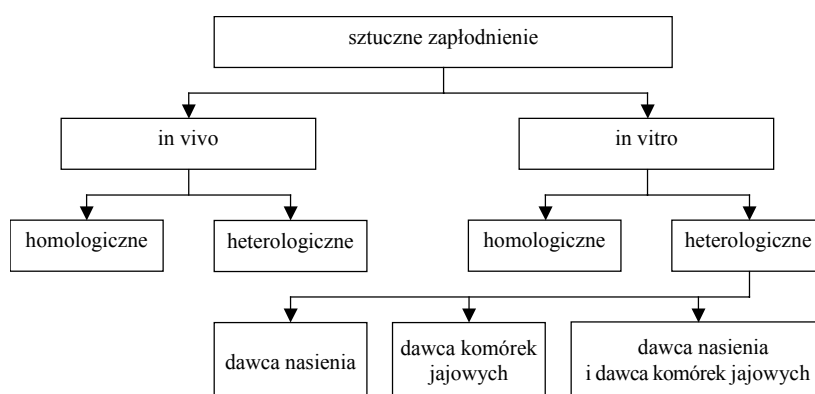 sztuczne zapłodnienie
in vivo
in vitro
homologiczne
heterologiczne
homologiczne
heterologiczne
dawca nasienia
dawca komórek
jajowych
dawca nasienia
i dawca komórek jajowych